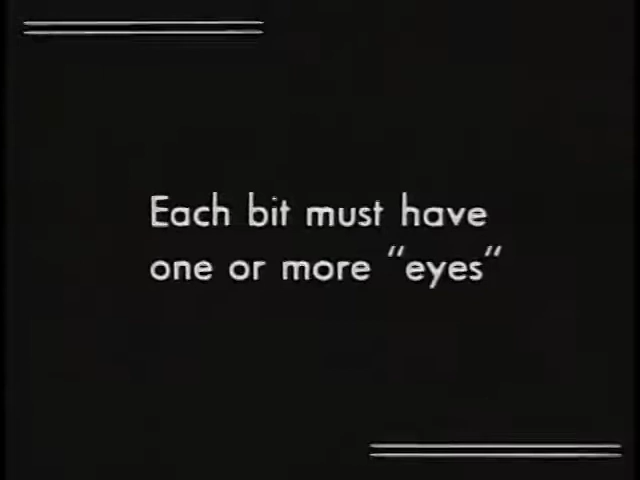 Each bit must have
one or more “eyes“